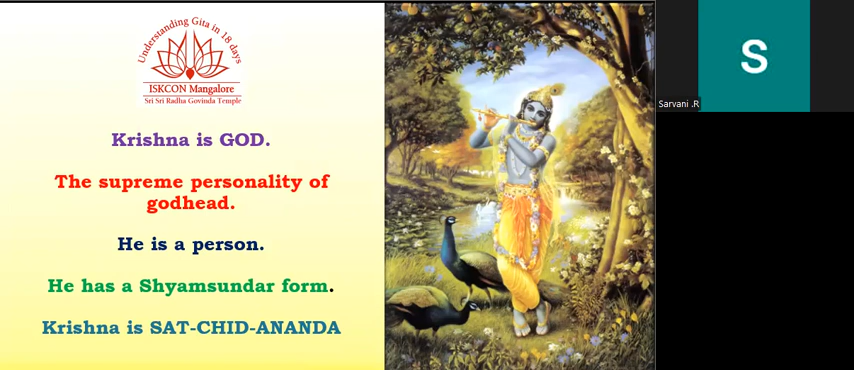 Understanding Gita in 18 days
ISKCON Mangalore
Sri Sri Radha Govinda Temple
Krishna is GOD.
The supreme personality of
godhead.
He is a person.
He has a Shyamsundar form.
Krishna is SAT-CHID-ANANDA
S
Sarvani .R